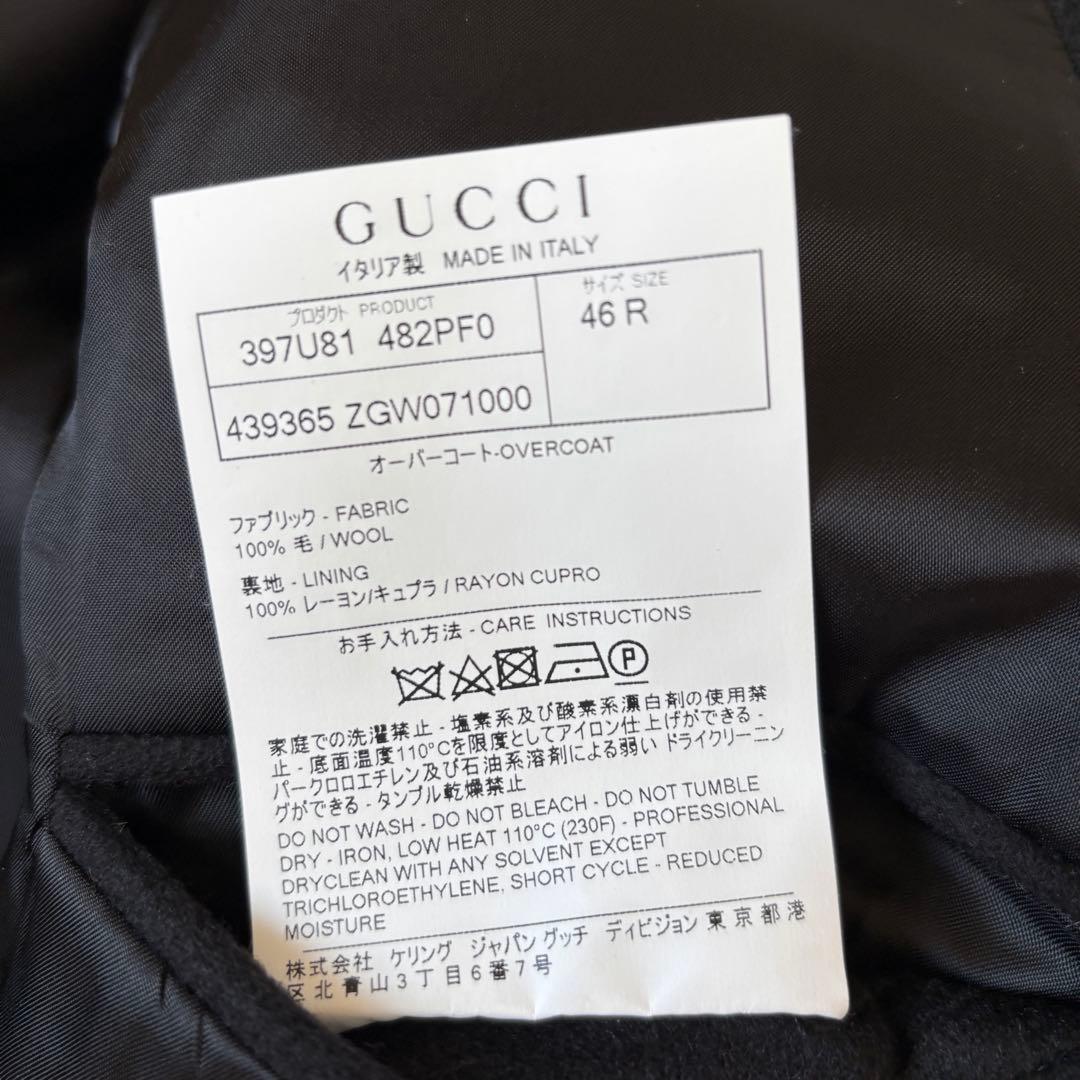 GUCCI
イタリア製 MADE IN ITALY
プロダクト PRODUCT
397U81 482PF0
サイズ SIZE
46 R
439365 ZGW071000
オーバーコート-OVERCOAT
ファブリック - FABRIC
100% 毛 / WOOL
裏地 - LINING
100% レーヨン/キュプラ / RAYON CUPRO
お手入れ方法 - CARE INSTRUCTIONS
P
家庭での洗濯禁止 - 塩素系及び酸素系漂白剤の使用禁
止 - 底面温度110°Cを限度としてアイロン仕上げができる -
パークロロエチレン及び石油系溶剤による弱い ドライクリーニン
グができる - タンブル乾燥禁止
DO NOT WASH - DO NOT BLEACH - DO NOT TUMBLE
DRY - IRON, LOW HEAT 110°C (230F) - PROFESSIONAL
DRYCLEAN WITH ANY SOLVENT EXCEPT
TRICHLOROETHYLENE, SHORT CYCLE - REDUCED
MOISTURE
株式会社 ケリング ジャパン グッチ ディビジョン 東京都港
区北青山3丁目6番7号